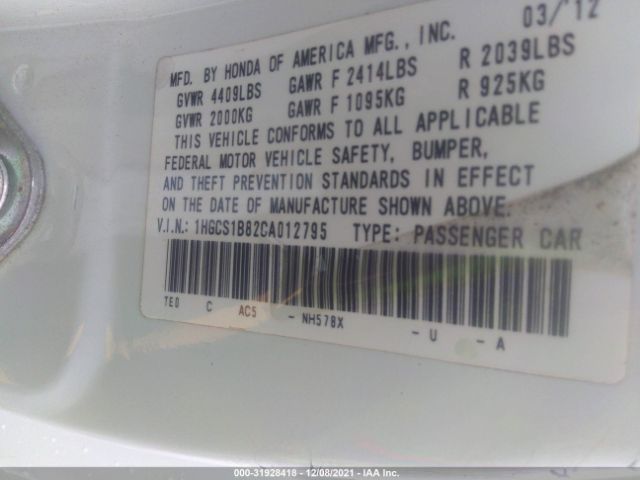 MFD. BY HONDA OF AMERICA MFG., INC. 03/'12
GVWR 4409LBS GAWR F 2414LBS R 2039LBS
GVWR 2000KG GAWR F 1095KG R 925KG
THIS VEHICLE CONFORMS TO ALL APPLICABLE
FEDERAL MOTOR VEHICLE SAFETY, BUMPER,
AND THEFT PREVENTION STANDARDS IN EFFECT
ON THE DATE OF MANUFACTURE SHOWN ABOVE.
V.I.N.: 1HGCS1B82CA012795 TYPE: PASSENGER CAR
TE0 C AC5 - NH578X - U - A
000-31928418 - 12/08/2021 - IAA Inc.